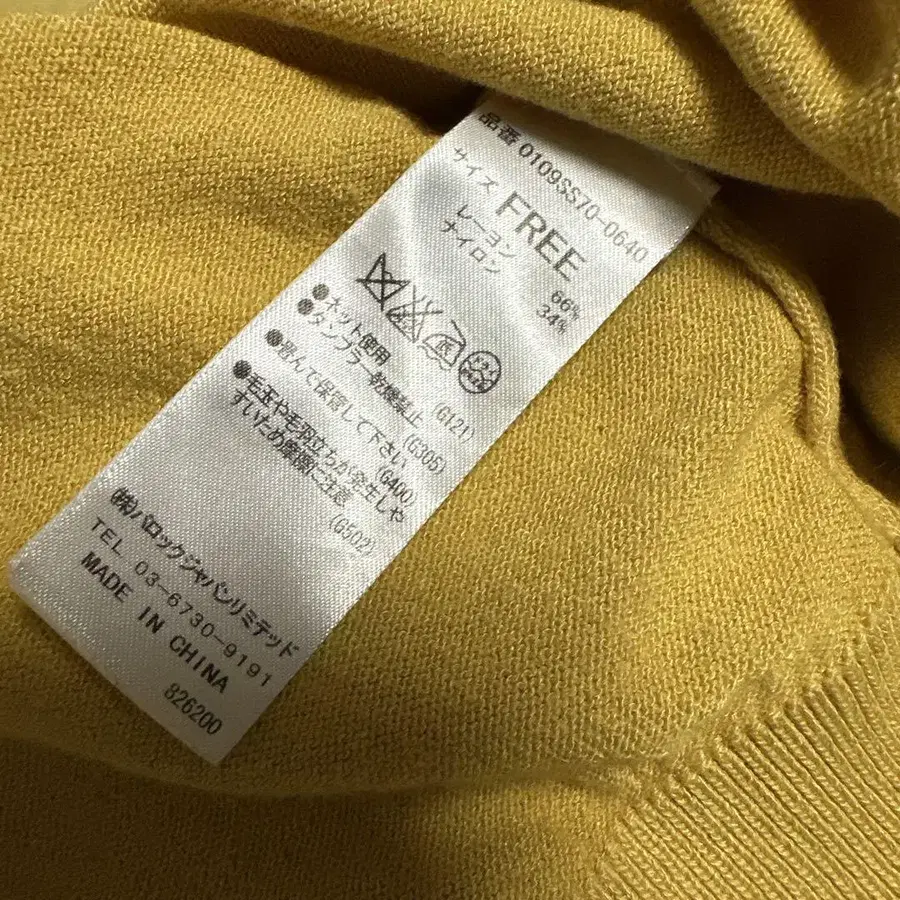 品番 0109SS70-0640
サイズ FREE
レーヨン 66%
ナイロン 34%
●ネット使用 (G121)
●タンブラー乾燥禁止 (G305)
●畳んで保存して下さい (G400)
●毛玉や毛羽立ちが発生しや
すいため摩擦に注意 (G502)
(株)バロックジャパンリミテッド
TEL 03-6730-9191
MADE IN CHINA
826200